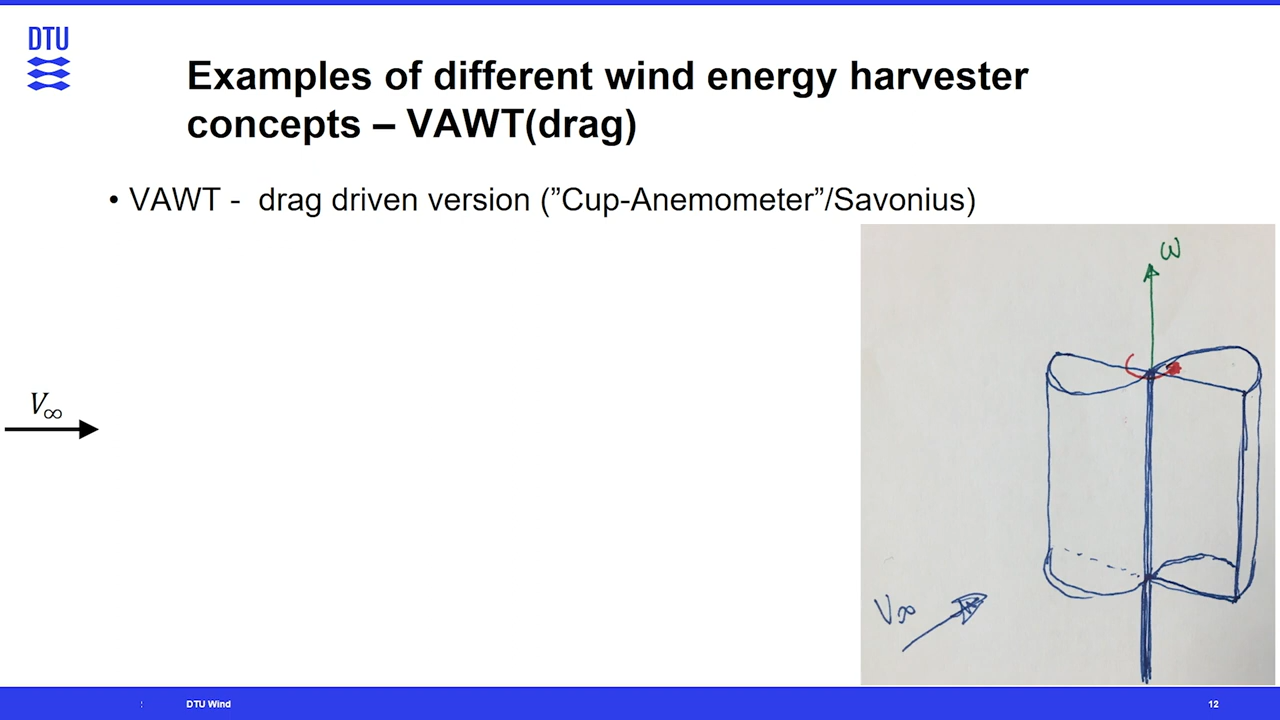 DTU
Examples of different wind energy harvester
concepts – VAWT(drag)
• VAWT - drag driven version (”Cup-Anemometer”/Savonius)
ω
V∞
V∞
DTU Wind
12